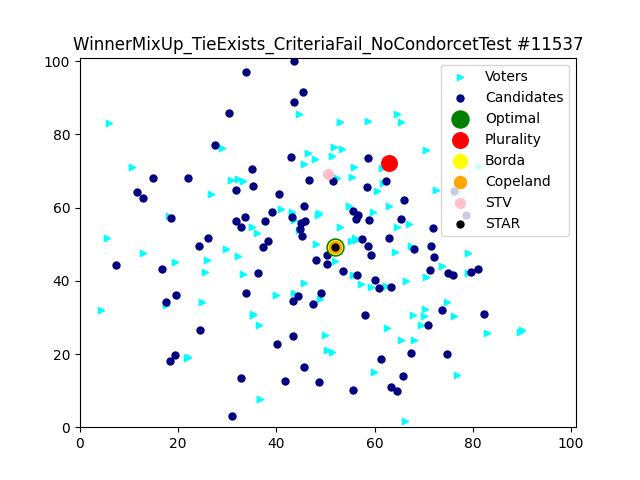 WinnerMixUp_TieExists_CriteriaFail_NoCondorcetTest #11537
100
80
60
40
20
0
0
20
40
60
80
100
Voters
Candidates
Optimal
Plurality
Borda
Copeland
STV
STAR